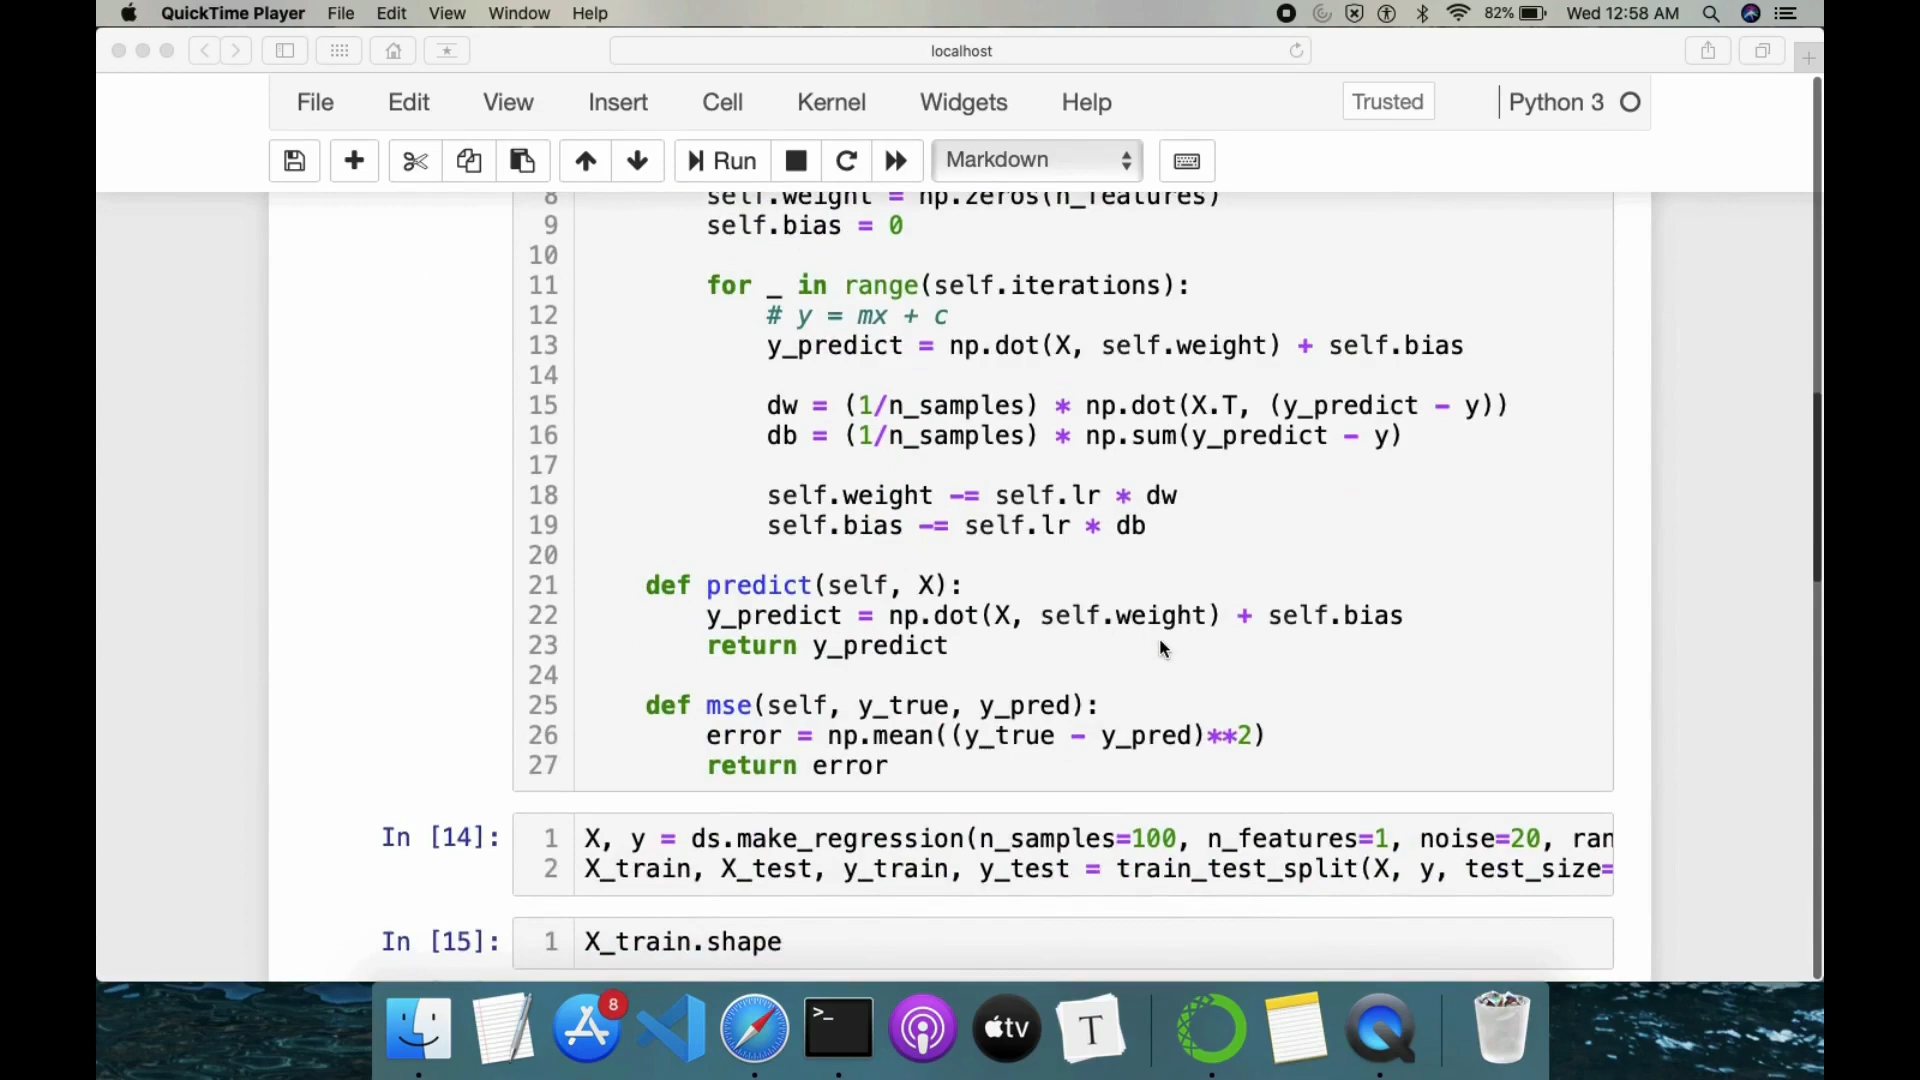 QuickTime Player File Edit View Window Help 82% Wed 12:58 AM
localhost
File Edit View Insert Cell Kernel Widgets Help Trusted Python 3
Run Markdown
8 self.weight = np.zeros(n_features)
9 self.bias = 0
10
11 for _ in range(self.iterations):
12 # y = mx + c
13 y_predict = np.dot(X, self.weight) + self.bias
14
15 dw = (1/n_samples) * np.dot(X.T, (y_predict - y))
16 db = (1/n_samples) * np.sum(y_predict - y)
17
18 self.weight -= self.lr * dw
19 self.bias -= self.lr * db
20
21 def predict(self, X):
22 y_predict = np.dot(X, self.weight) + self.bias
23 return y_predict
24
25 def mse(self, y_true, y_pred):
26 error = np.mean((y_true - y_pred)**2)
27 return error
In [14]: 1 X, y = ds.make_regression(n_samples=100, n_features=1, noise=20, ran
2 X_train, X_test, y_train, y_test = train_test_split(X, y, test_size=
In [15]: 1 X_train.shape
8
>_
tv
T